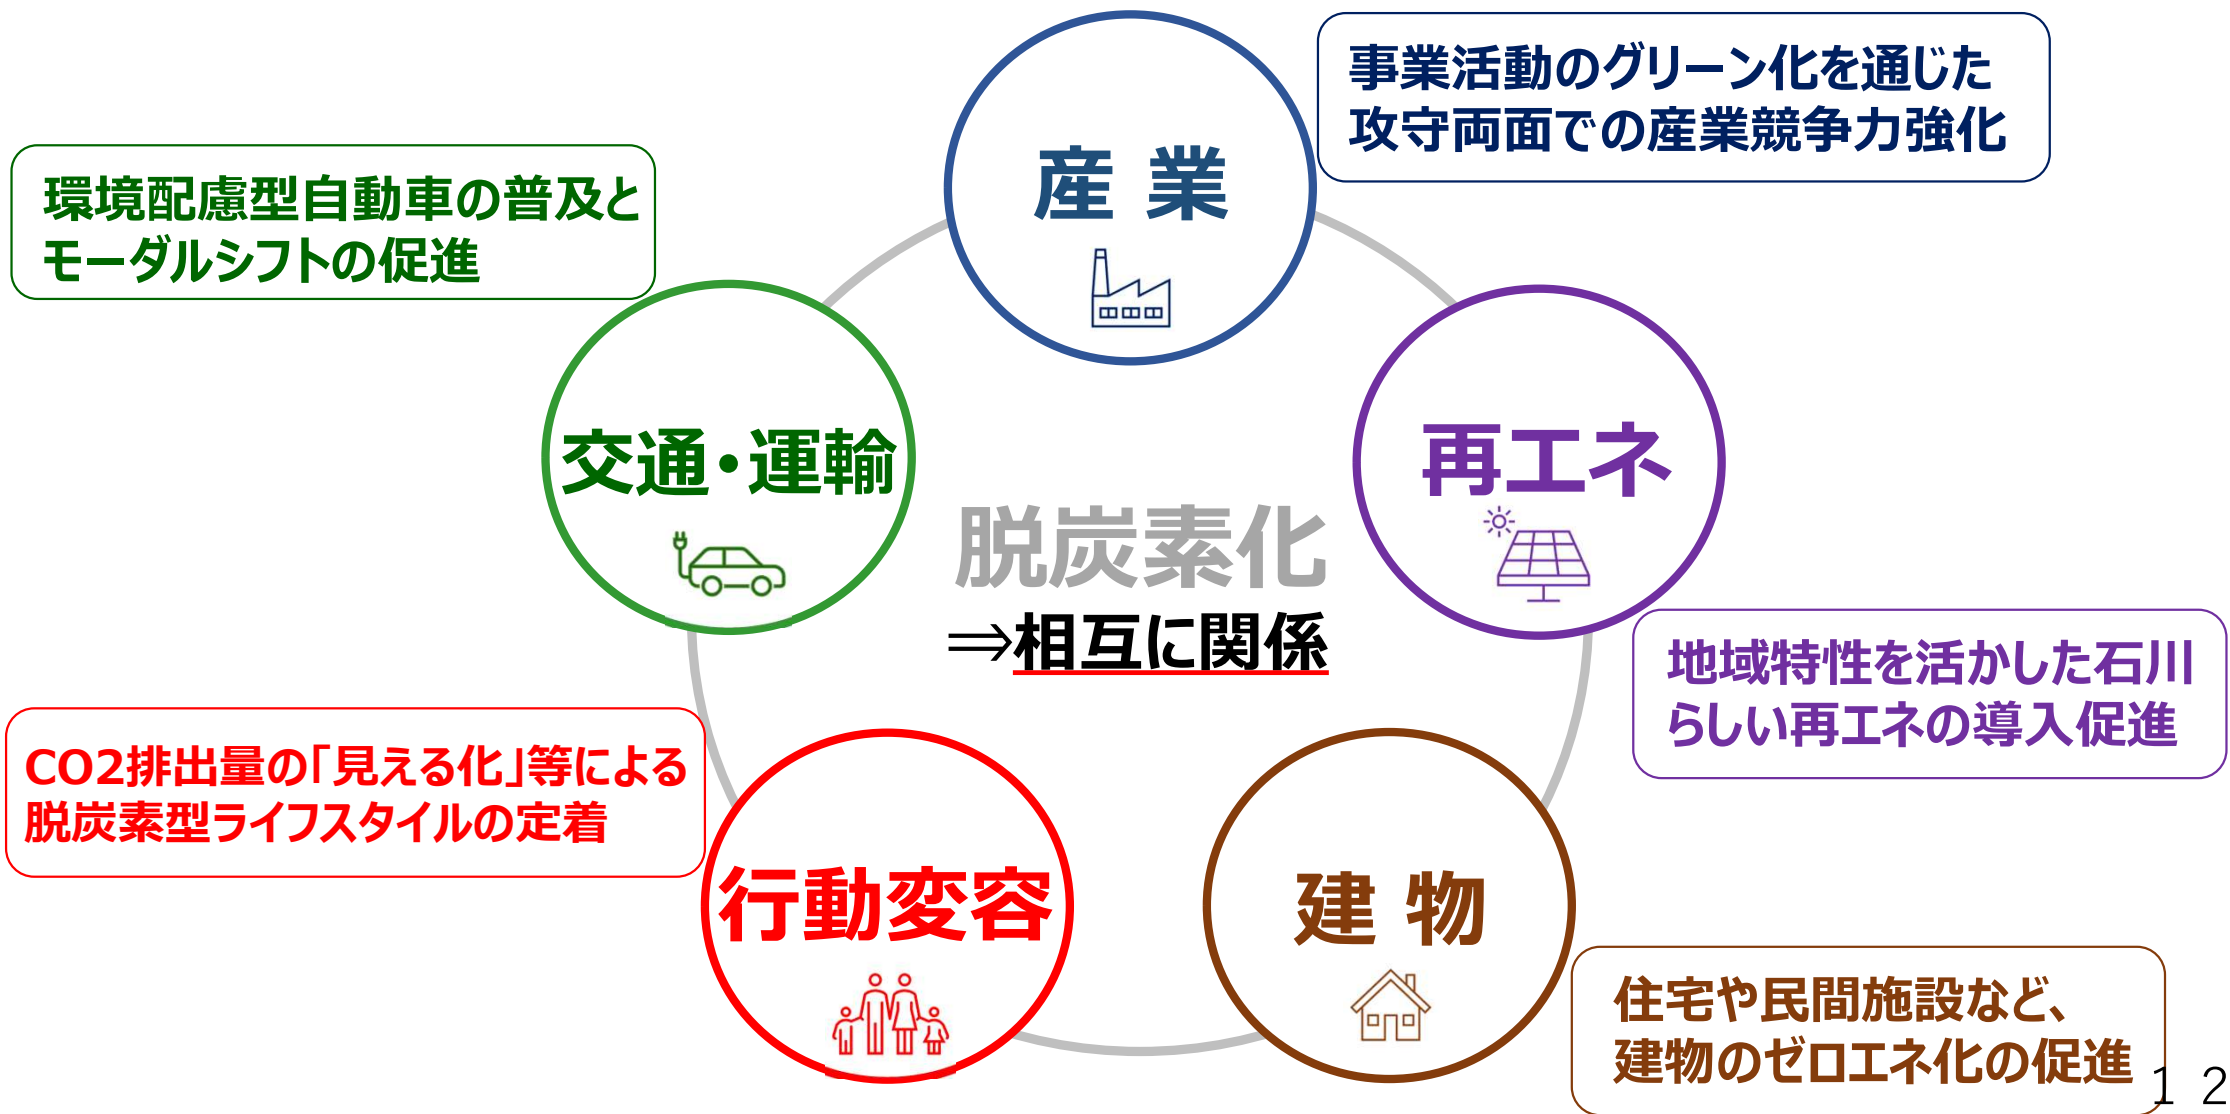 事業活動のグリーン化を通じた
攻守両面での産業競争力強化
産 業
環境配慮型自動車の普及と
モーダルシフトの促進
交通・運輸
再エネ
脱炭素化
⇒相互に関係
地域特性を活かした石川
らしい再エネの導入促進
CO2排出量の「見える化」等による
脱炭素型ライフスタイルの定着
行動変容
建 物
住宅や民間施設など、
建物のゼロエネ化の促進
１２